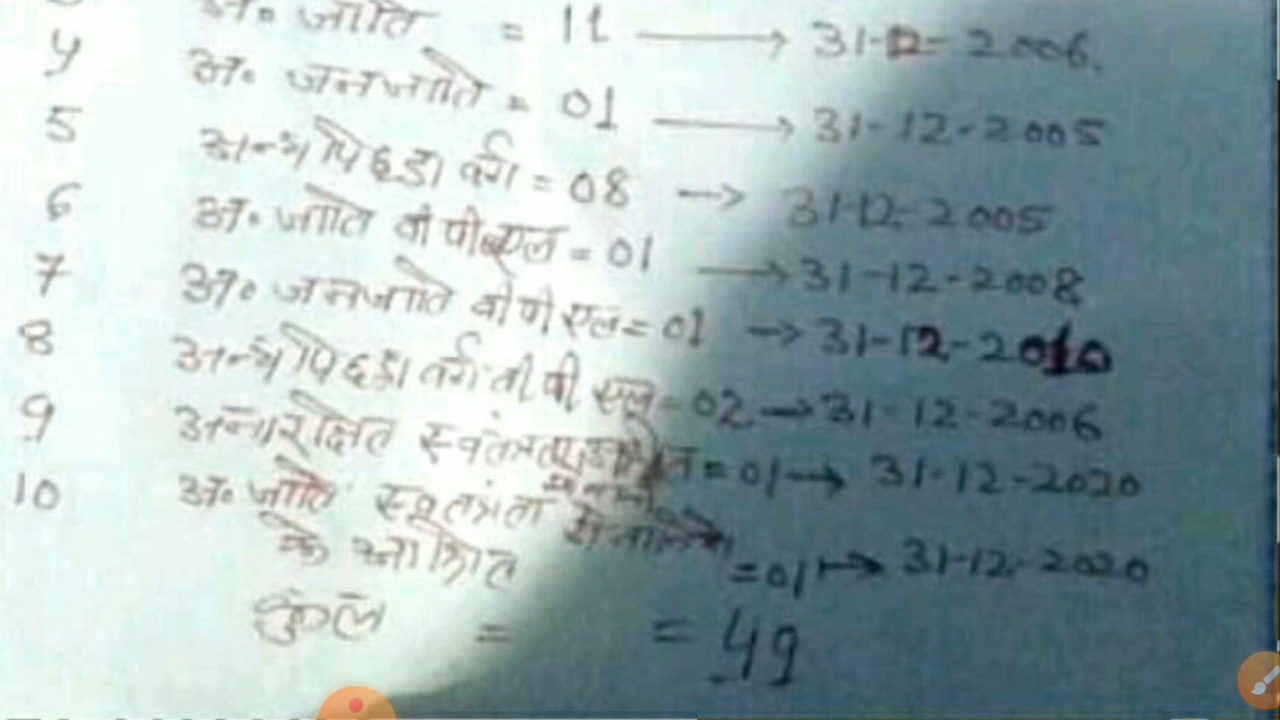 अ० जाति = 11 → 31-12-2006.
4 अ० जनजाति = 01 → 31-12-2005
5 अन्य पिछडा वर्ग = 08 → 31-12-2005
6 अ० जाति वी पी एल = 01 → 31-12-2008
7 अ० जनजाति वी पी एल = 01 → 31-12-2010
8 अन्य पिछडा वर्ग वी पी एल = 02 → 31-12-2006
9 अनारक्षित स्वतंत्रता = 01 → 31-12-2020
10 अ० जाति स्वतंत्रता
के आश्रित = 01 → 31-12-2020
कुल = = 49